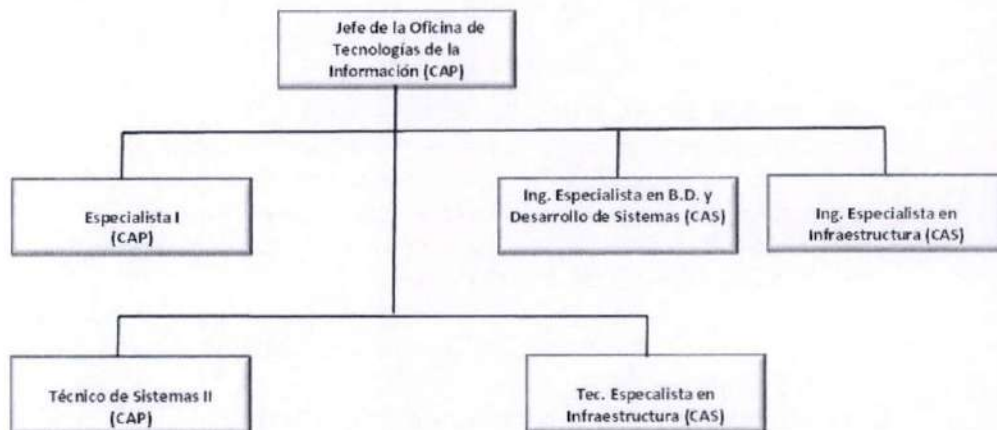 Jefe de la Oficina de
Tecnologías de la
Información (CAP)
Especialista I
(CAP)
Ing. Especialista en B.D. y
Desarrollo de Sistemas (CAS)
Ing. Especialista en
Infraestructura (CAS)
Técnico de Sistemas II
(CAP)
Tec. Especalista en
Infraestructura (CAS)